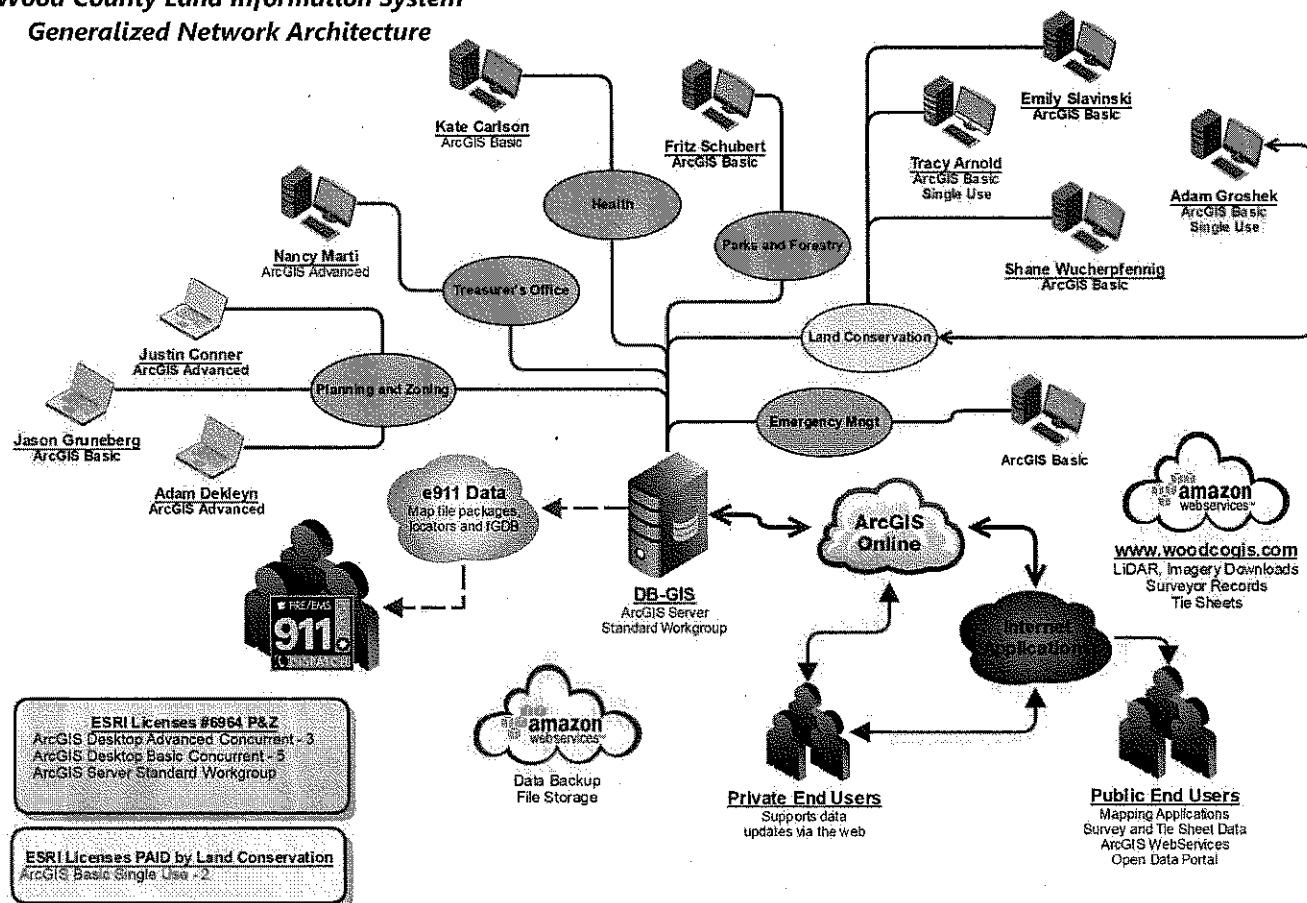 Wood County Land Information System
Generalized Network Architecture
Kate Carlson
ArcGIS Basic
Fritz Schubert
ArcGIS Basic
Emily Slavinski
ArcGIS Basic
Tracy Arnold
ArcGIS Basic
Single Use
Adam Groshek
ArcGIS Basic
Single Use
Shane Wucherpfennig
ArcGIS Basic
Nancy Marti
ArcGIS Advanced
Health
Parks and Forestry
Treasurer's Office
Land Conservation
Justin Conner
ArcGIS Advanced
Planning and Zoning
Jason Gruneberg
ArcGIS Basic
Adam Dekleyn
ArcGIS Advanced
Emergency Mngt
ArcGIS Basic
e911 Data
Map tile packages
locators and fGDB
DB-GIS
ArcGIS Server
Standard Workgroup
ArcGIS
Online
amazon
webservices™
www.woodcogis.com
LiDAR, Imagery Downloads
Surveyor Records
Tie Sheets
Internet
Application
FIRE/EMS
911
DISPATCH
amazon
webservices™
Data Backup
File Storage
Private End Users
Supports data
updates via the web
Public End Users
Mapping Applications
Survey and Tie Sheet Data
ArcGIS WebServices
Open Data Portal
ESRI Licenses #6964 P&Z
ArcGIS Desktop Advanced Concurrent - 3
ArcGIS Desktop Basic Concurrent - 5
ArcGIS Server Standard Workgroup
ESRI Licenses PAID by Land Conservation
ArcGIS Basic Single Use - 2